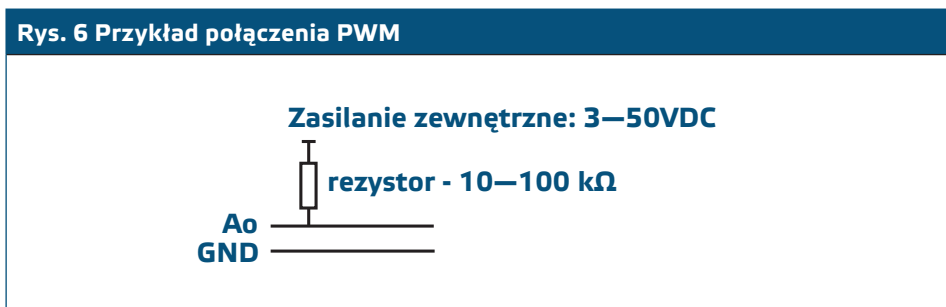 Rys. 6 Przykład połączenia PWM
Zasilanie zewnętrzne: 3—50VDC
rezystor - 10—100 kΩ
Ao
GND